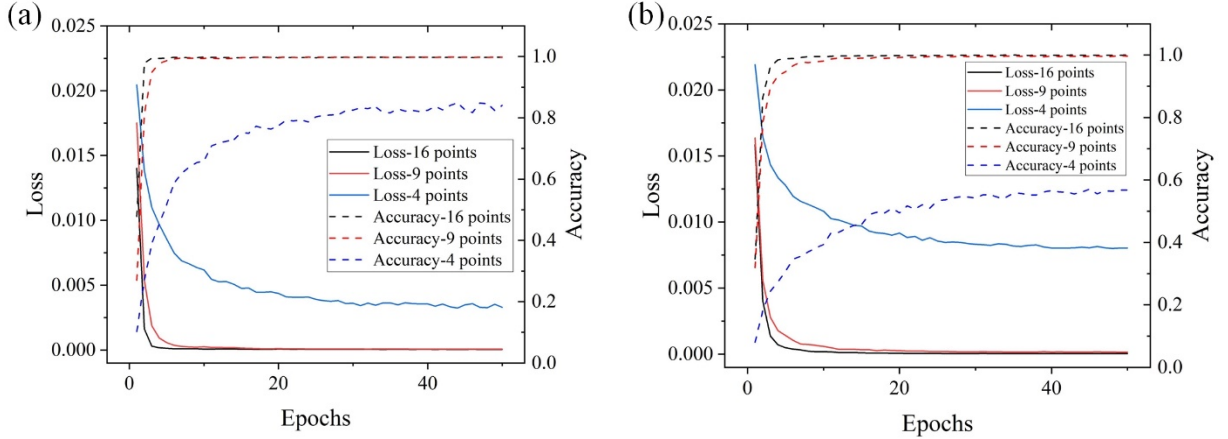 (a)
0.025
0.020
0.015
0.010
0.005
0.000
Loss
1.0
0.8
0.6
0.4
0.2
0.0
Accuracy
Loss-16 points
Loss-9 points
Loss-4 points
Accuracy-16 points
Accuracy-9 points
Accuracy-4 points
0 20 40
Epochs
(b)
0.025
0.020
0.015
0.010
0.005
0.000
Loss
1.0
0.8
0.6
0.4
0.2
0.0
Accuracy
Loss-16 points
Loss-9 points
Loss-4 points
Accuracy-16 points
Accuracy-9 points
Accuracy-4 points
0 20 40
Epochs